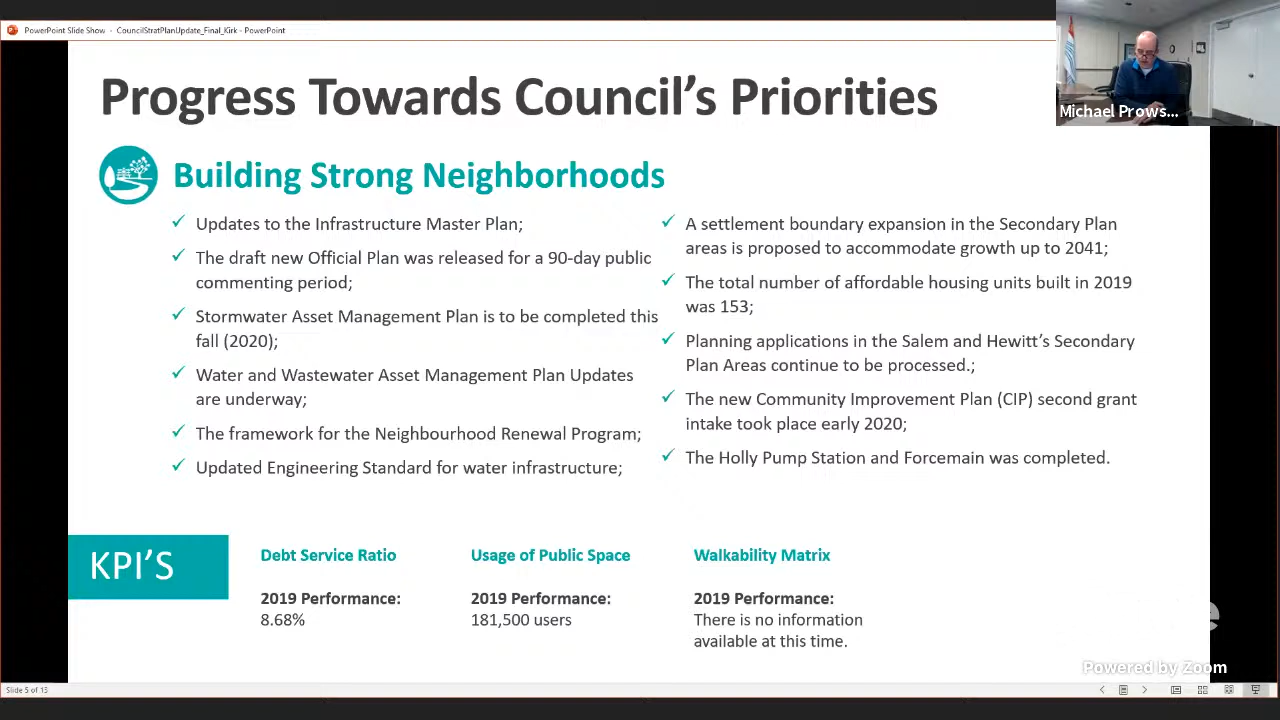 PowerPoint Slide Show - CouncilStratPlanUpdate_Final_Kirk - PowerPoint
Michael Prows...
Progress Towards Council's Priorities
Building Strong Neighborhoods
Updates to the Infrastructure Master Plan;
The draft new Official Plan was released for a 90-day public
commenting period;
Stormwater Asset Management Plan is to be completed this
fall (2020);
Water and Wastewater Asset Management Plan Updates
are underway;
The framework for the Neighbourhood Renewal Program;
Updated Engineering Standard for water infrastructure;
A settlement boundary expansion in the Secondary Plan
areas is proposed to accommodate growth up to 2041;
The total number of affordable housing units built in 2019
was 153;
Planning applications in the Salem and Hewitt's Secondary
Plan Areas continue to be processed.;
The new Community Improvement Plan (CIP) second grant
intake took place early 2020;
The Holly Pump Station and Forcemain was completed.
KPI'S
Debt Service Ratio
2019 Performance:
8.68%
Usage of Public Space
2019 Performance:
181,500 users
Walkability Matrix
2019 Performance:
There is no information
available at this time.
Powered by Zoom
Slide 5 of 13